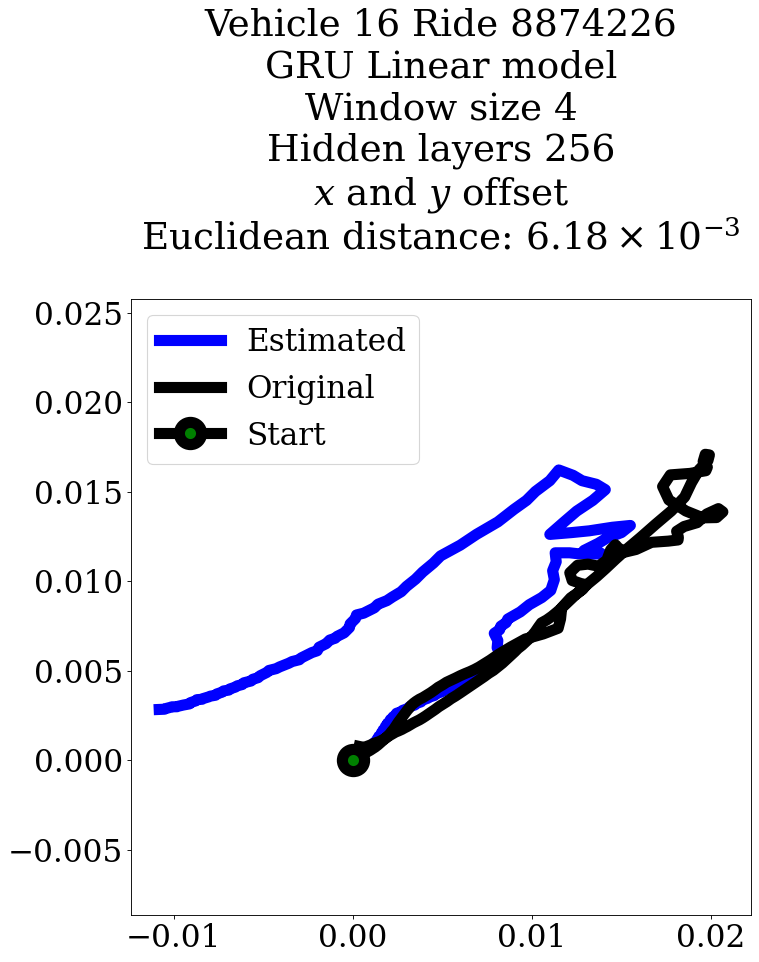 Vehicle 16 Ride 8874226
GRU Linear model
Window size 4
Hidden layers 256
x and y offset
Euclidean distance: 6.18 × 10⁻³
0.025
0.020
0.015
0.010
0.005
0.000
−0.005
Estimated
Original
Start
−0.01
0.00
0.01
0.02